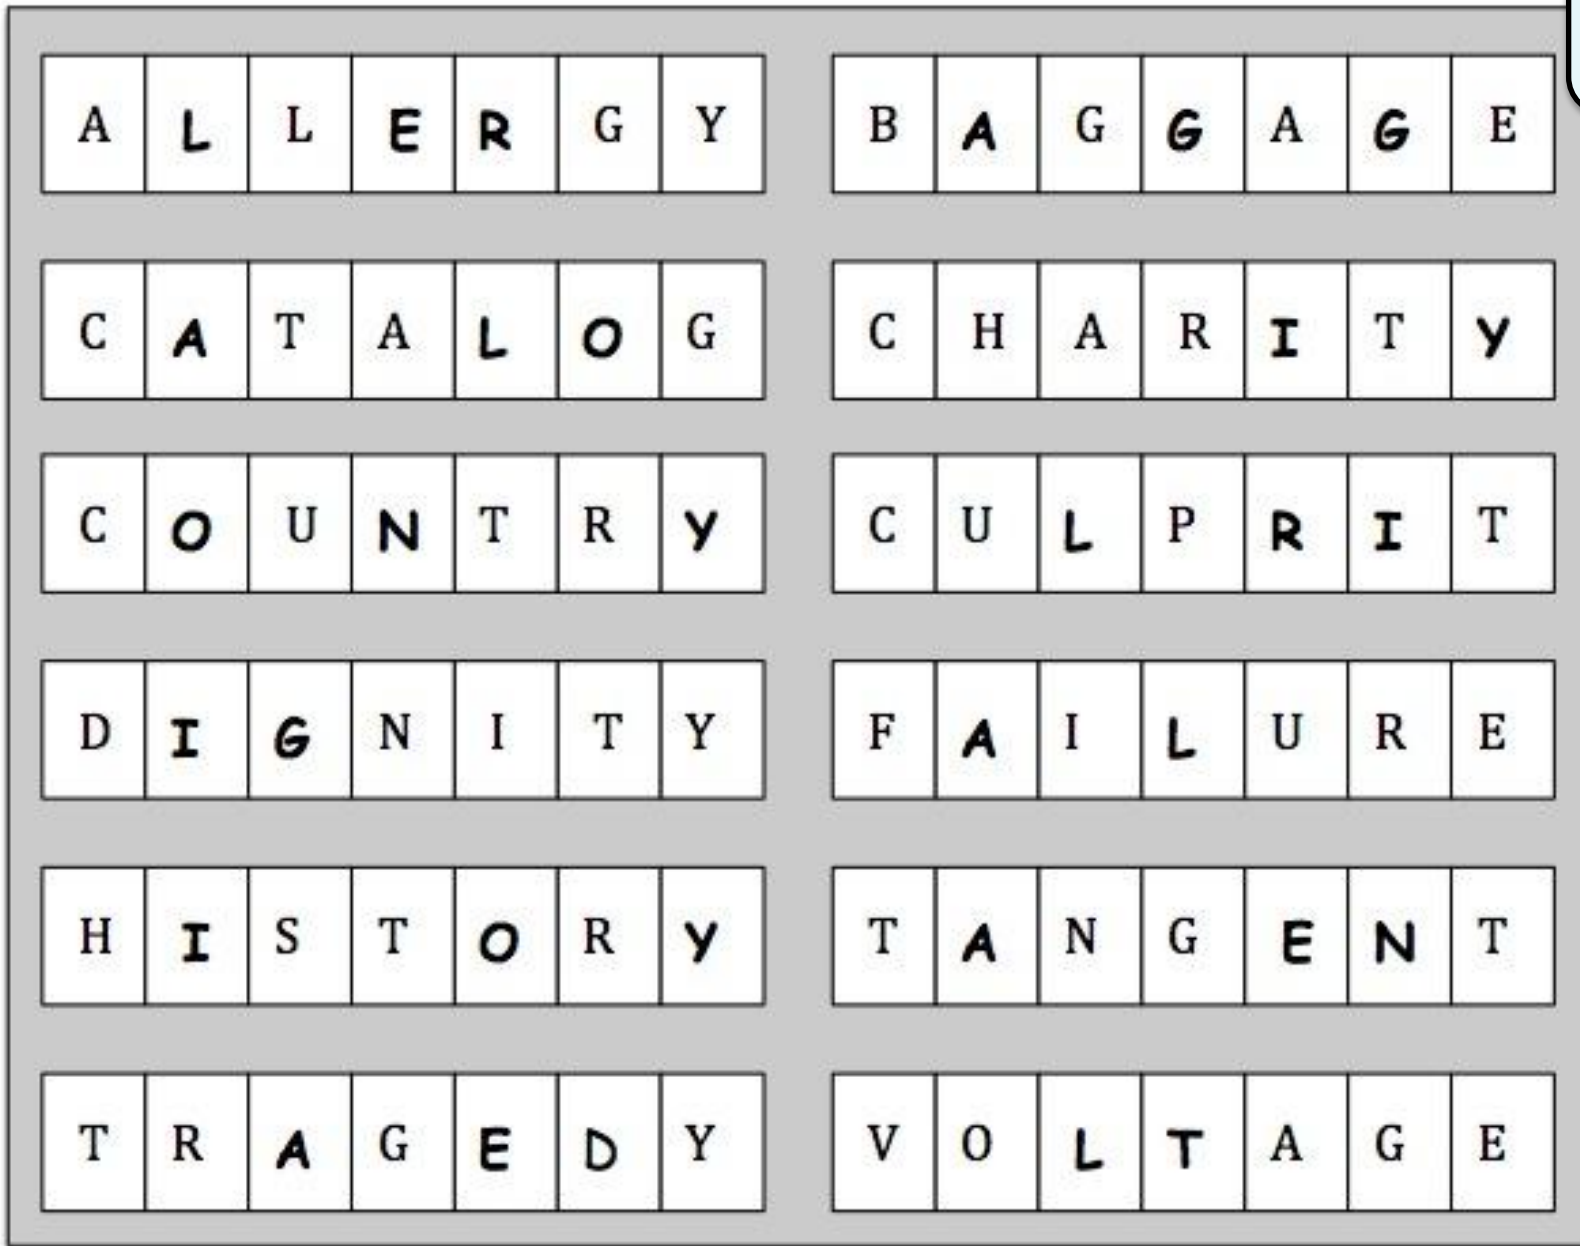 ALLERGY BAGGAGE
CATALOG CHARITY
COUNTRY CULPRIT
DIGNITY FAILURE
HISTORY TANGENT
TRAGEDY VOLTAGE